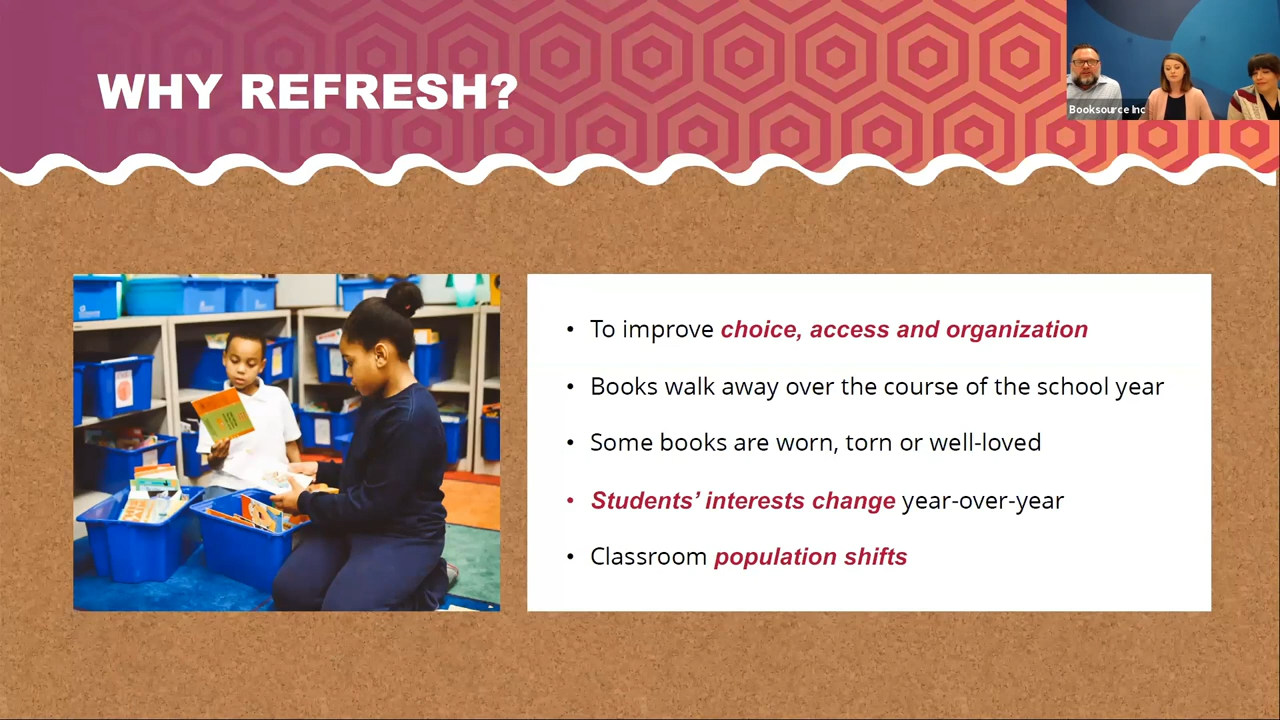 WHY REFRESH?
Booksource Inc
• To improve choice, access and organization
• Books walk away over the course of the school year
• Some books are worn, torn or well-loved
• Students’ interests change year-over-year
• Classroom population shifts